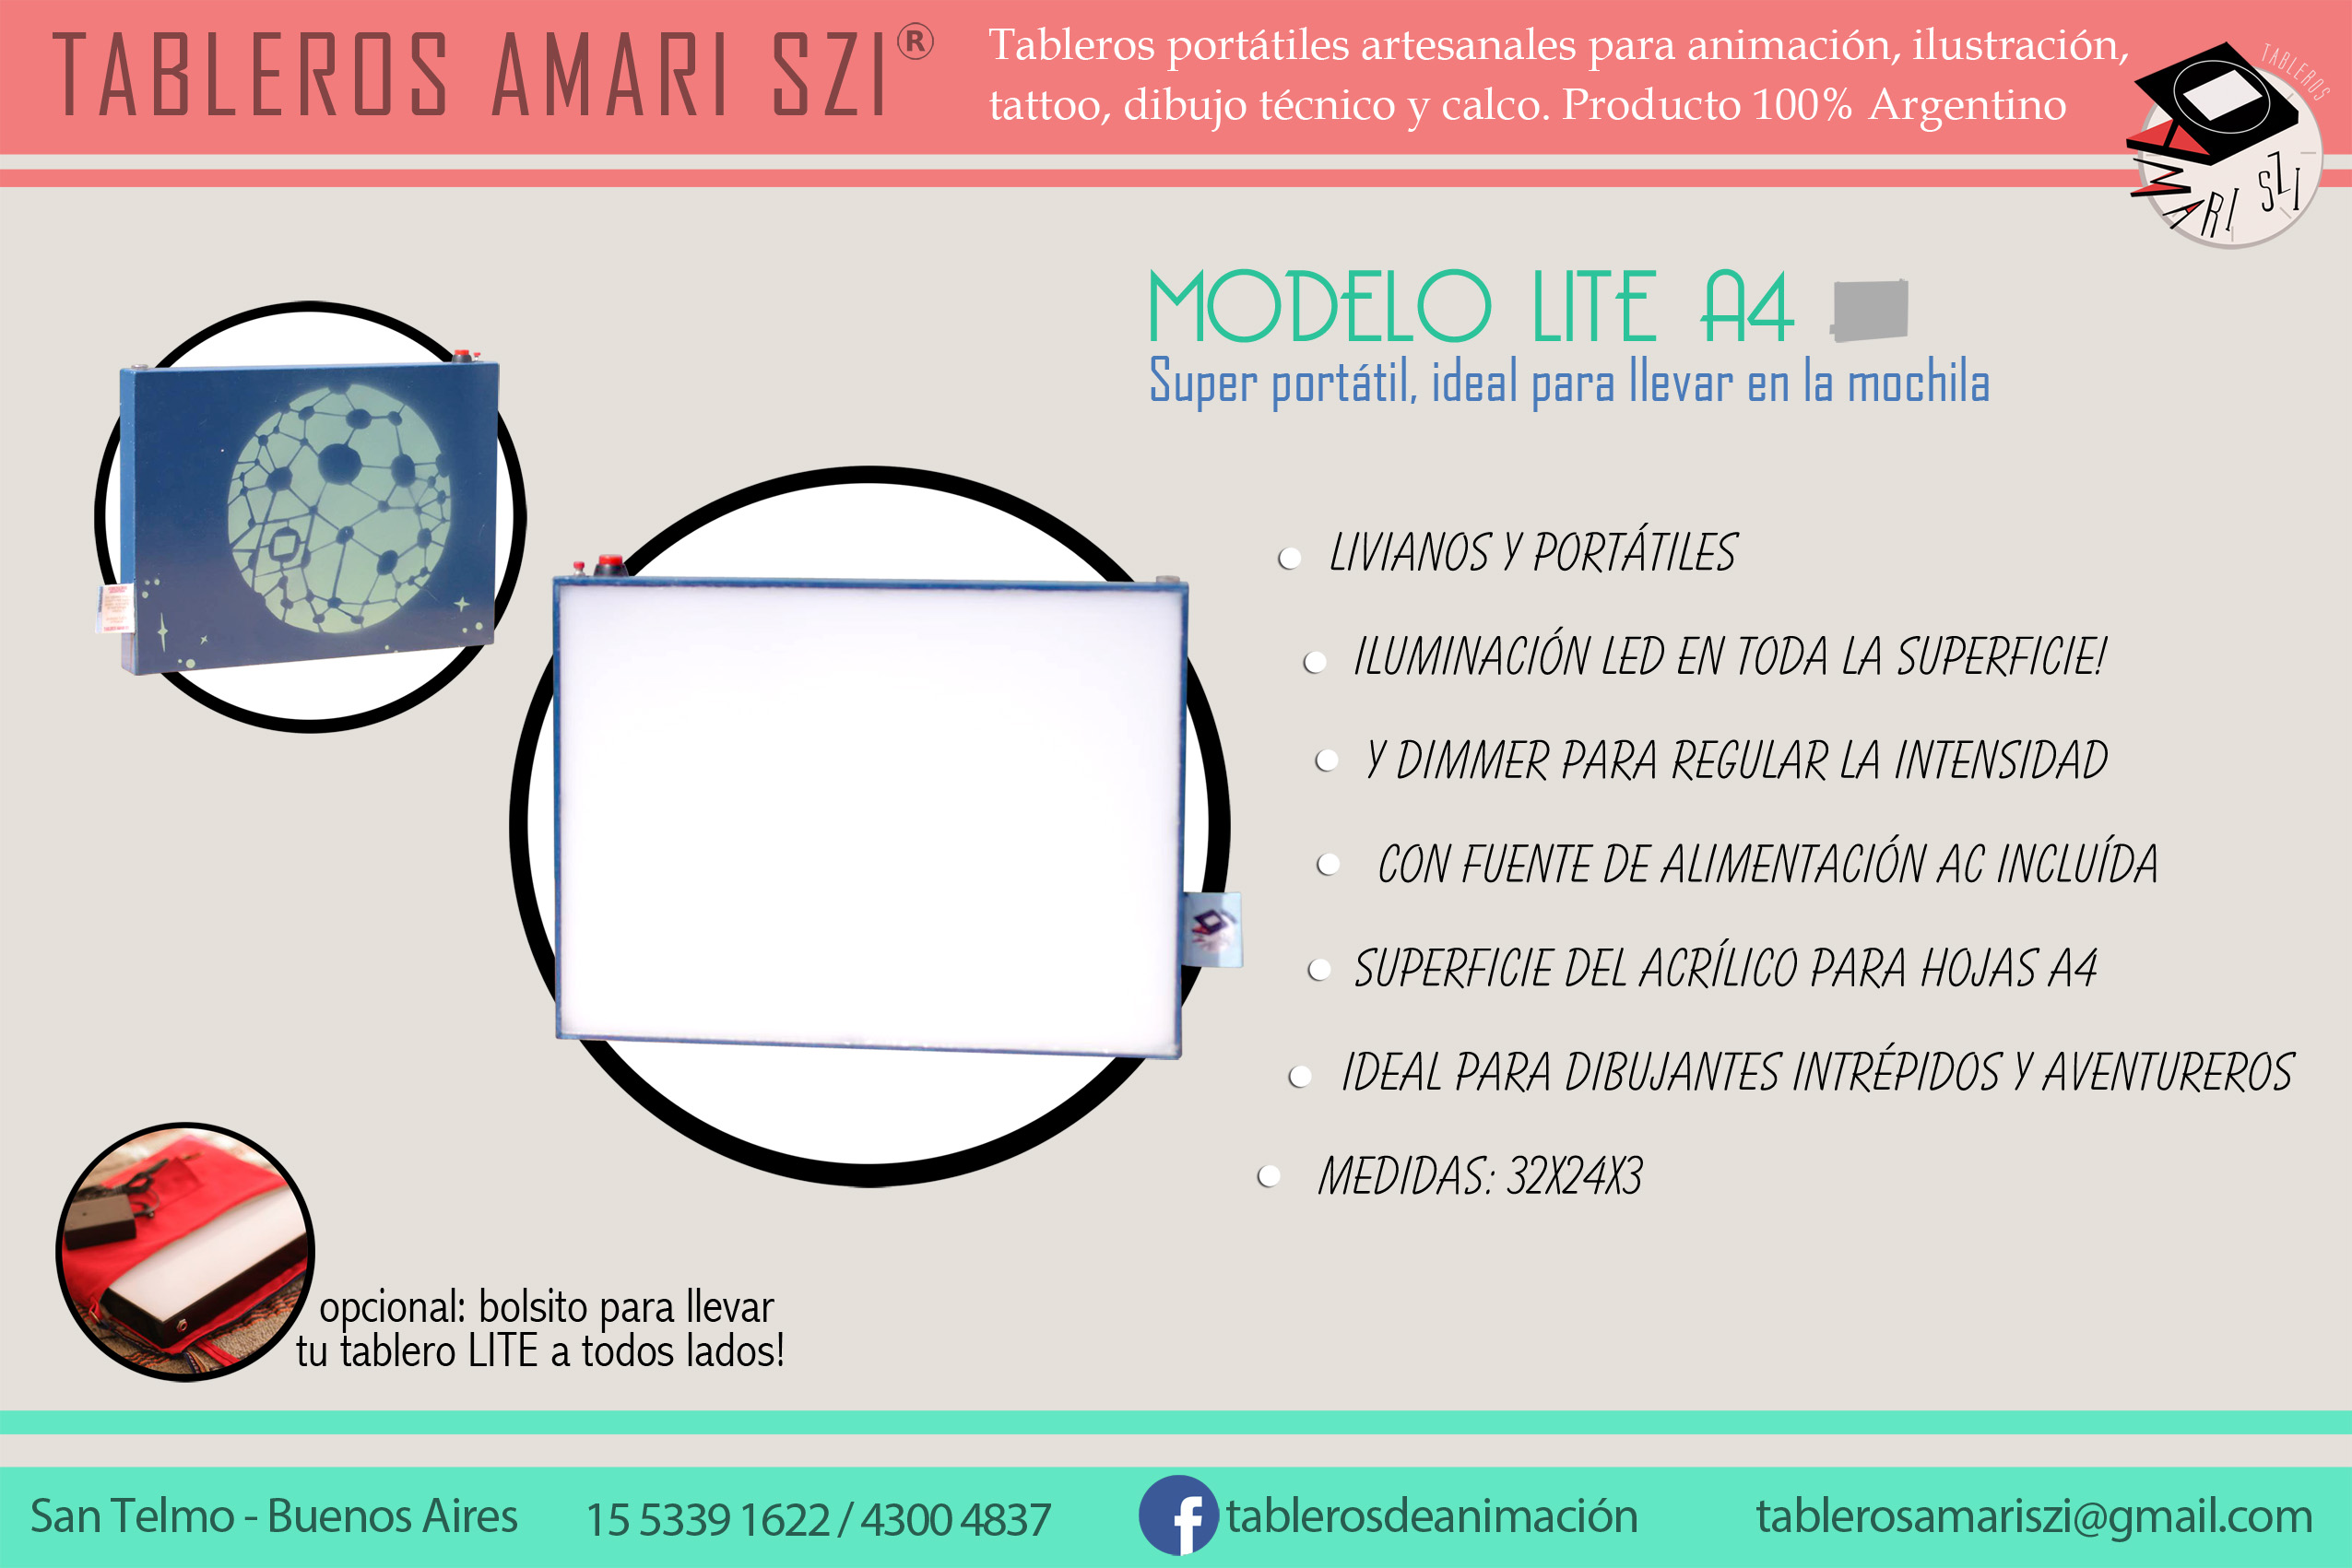 TABLEROS AMARI SZI®
Tableros portátiles artesanales para animación, ilustración,
tattoo, dibujo técnico y calco. Producto 100% Argentino
TABLEROS
AMARI SZI
MODELO LITE A4
Super portátil, ideal para llevar en la mochila
LIVIANOS Y PORTÁTILES
ILUMINACIÓN LED EN TODA LA SUPERFICIE!
Y DIMMER PARA REGULAR LA INTENSIDAD
CON FUENTE DE ALIMENTACIÓN AC INCLUÍDA
SUPERFICIE DEL ACRÍLICO PARA HOJAS A4
IDEAL PARA DIBUJANTES INTRÉPIDOS Y AVENTUREROS
MEDIDAS: 32X24X3
opcional: bolsito para llevar
tu tablero LITE a todos lados!
San Telmo - Buenos Aires
15 5339 1622 / 4300 4837
tablerosdeanimación
tablerosamariszi@gmail.com